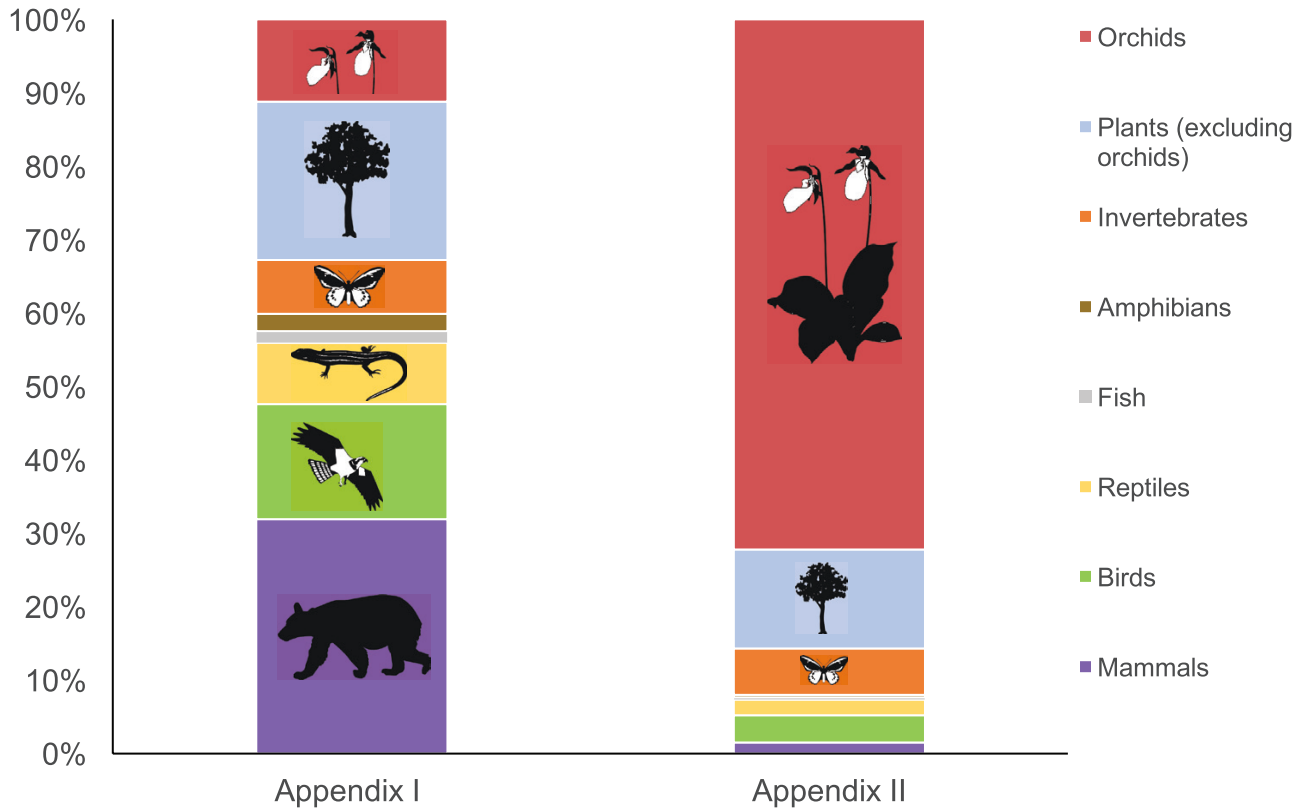 100%
90%
80%
70%
60%
50%
40%
30%
20%
10%
0%
Appendix I
Appendix II
Orchids
Plants (excluding
orchids)
Invertebrates
Amphibians
Fish
Reptiles
Birds
Mammals